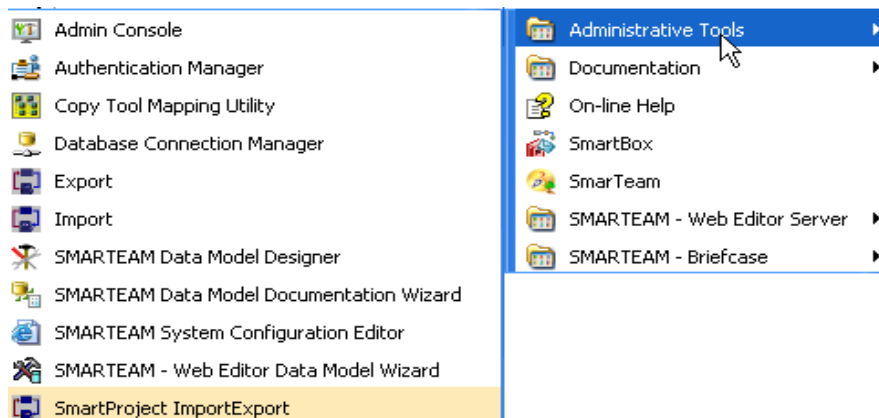 Admin Console
Authentication Manager
Copy Tool Mapping Utility
Database Connection Manager
Export
Import
SMARTEAM Data Model Designer
SMARTEAM Data Model Documentation Wizard
SMARTEAM System Configuration Editor
SMARTEAM - Web Editor Data Model Wizard
SmartProject ImportExport
Administrative Tools
Documentation
On-line Help
SmartBox
SmarTeam
SMARTEAM - Web Editor Server
SMARTEAM - Briefcase